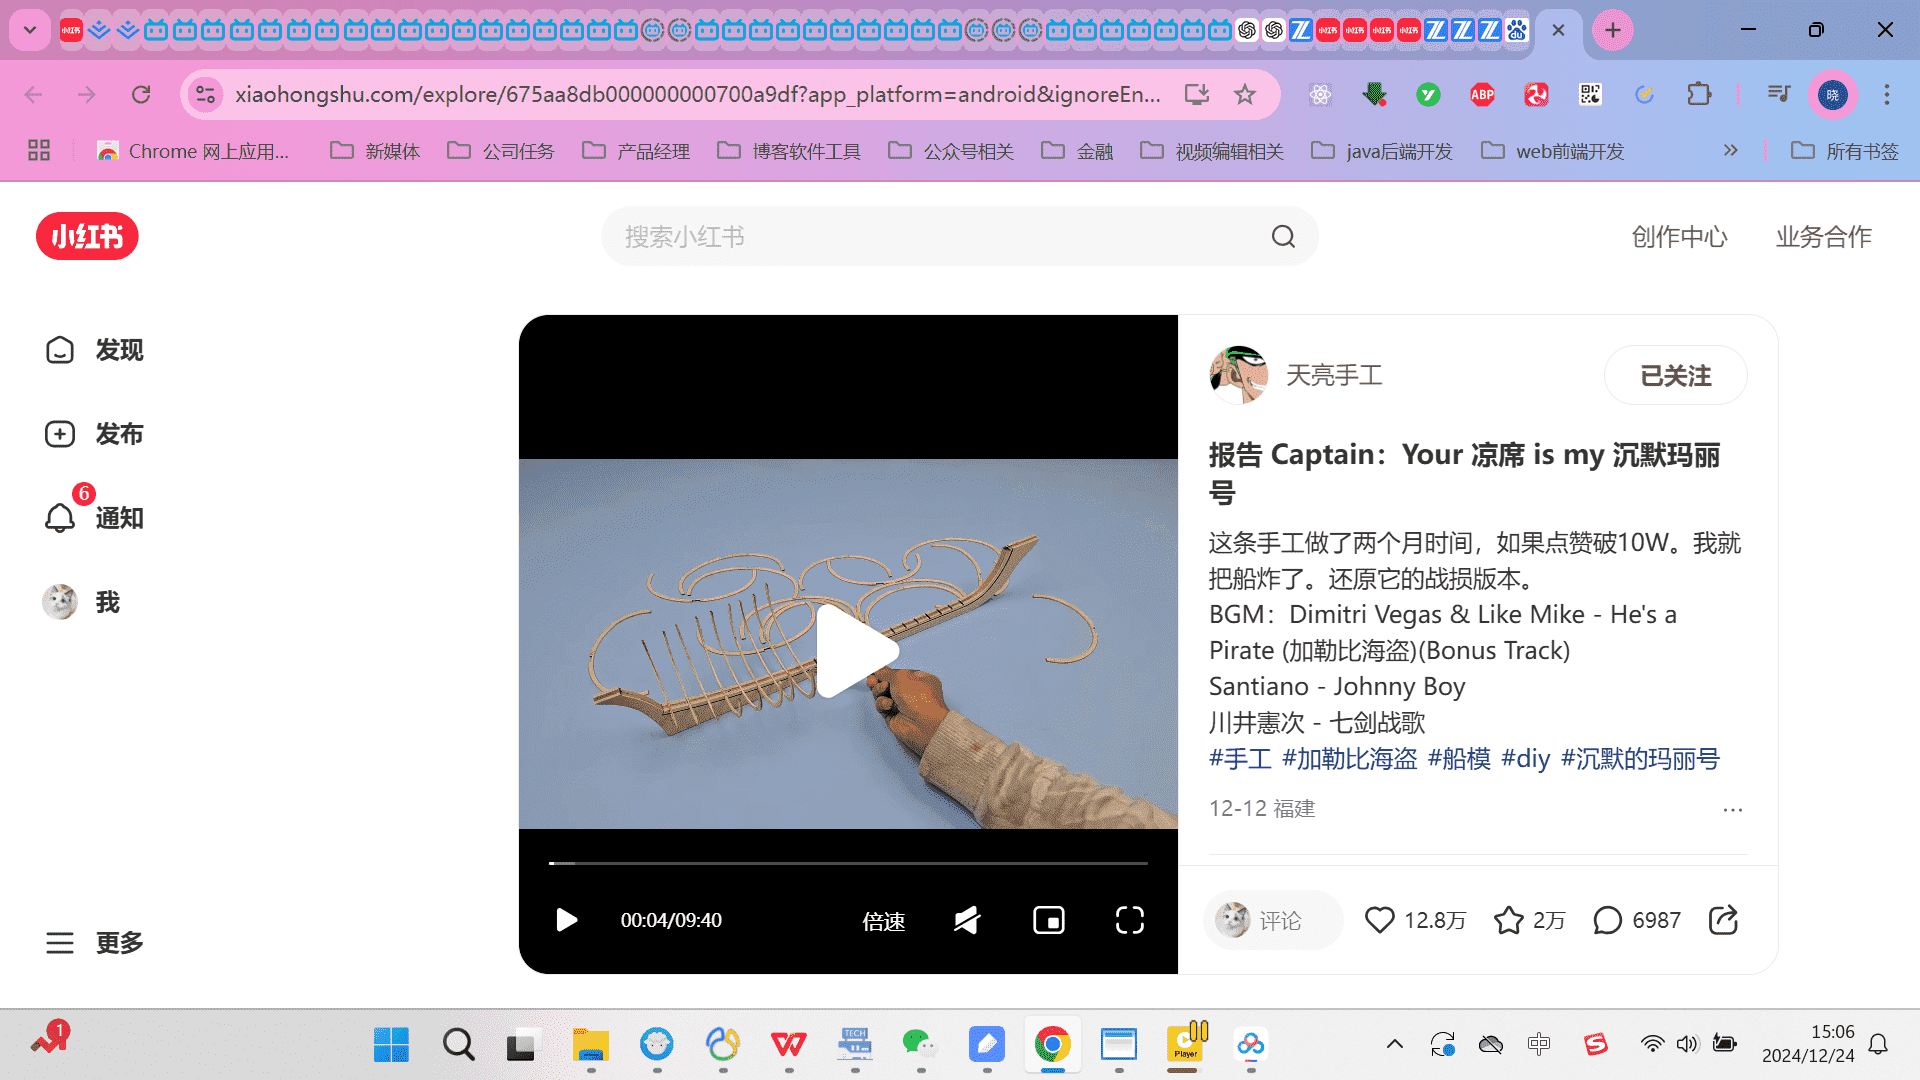 xiaohongshu.com/explore/675aa8db000000000700a9df?app_platform=android&ignoreEn...
ABP
晓
Chrome 网上应用...
新媒体
公司任务
产品经理
博客软件工具
公众号相关
金融
视频编辑相关
java后端开发
web前端开发
所有书签
小红书
搜索小红书
创作中心
业务合作
发现
发布
6
通知
我
更多
天亮手工
已关注
报告 Captain：Your 凉席 is my 沉默玛丽
号
这条手工做了两个月时间，如果点赞破10W。我就
把船炸了。还原它的战损版本。
BGM：Dimitri Vegas & Like Mike - He's a
Pirate (加勒比海盗)(Bonus Track)
Santiano - Johnny Boy
川井憲次 - 七剑战歌
#手工 #加勒比海盗 #船模 #diy #沉默的玛丽号
12-12 福建
00:04/09:40
倍速
评论
12.8万
2万
6987
1
TECH
Player
中
15:06
2024/12/24